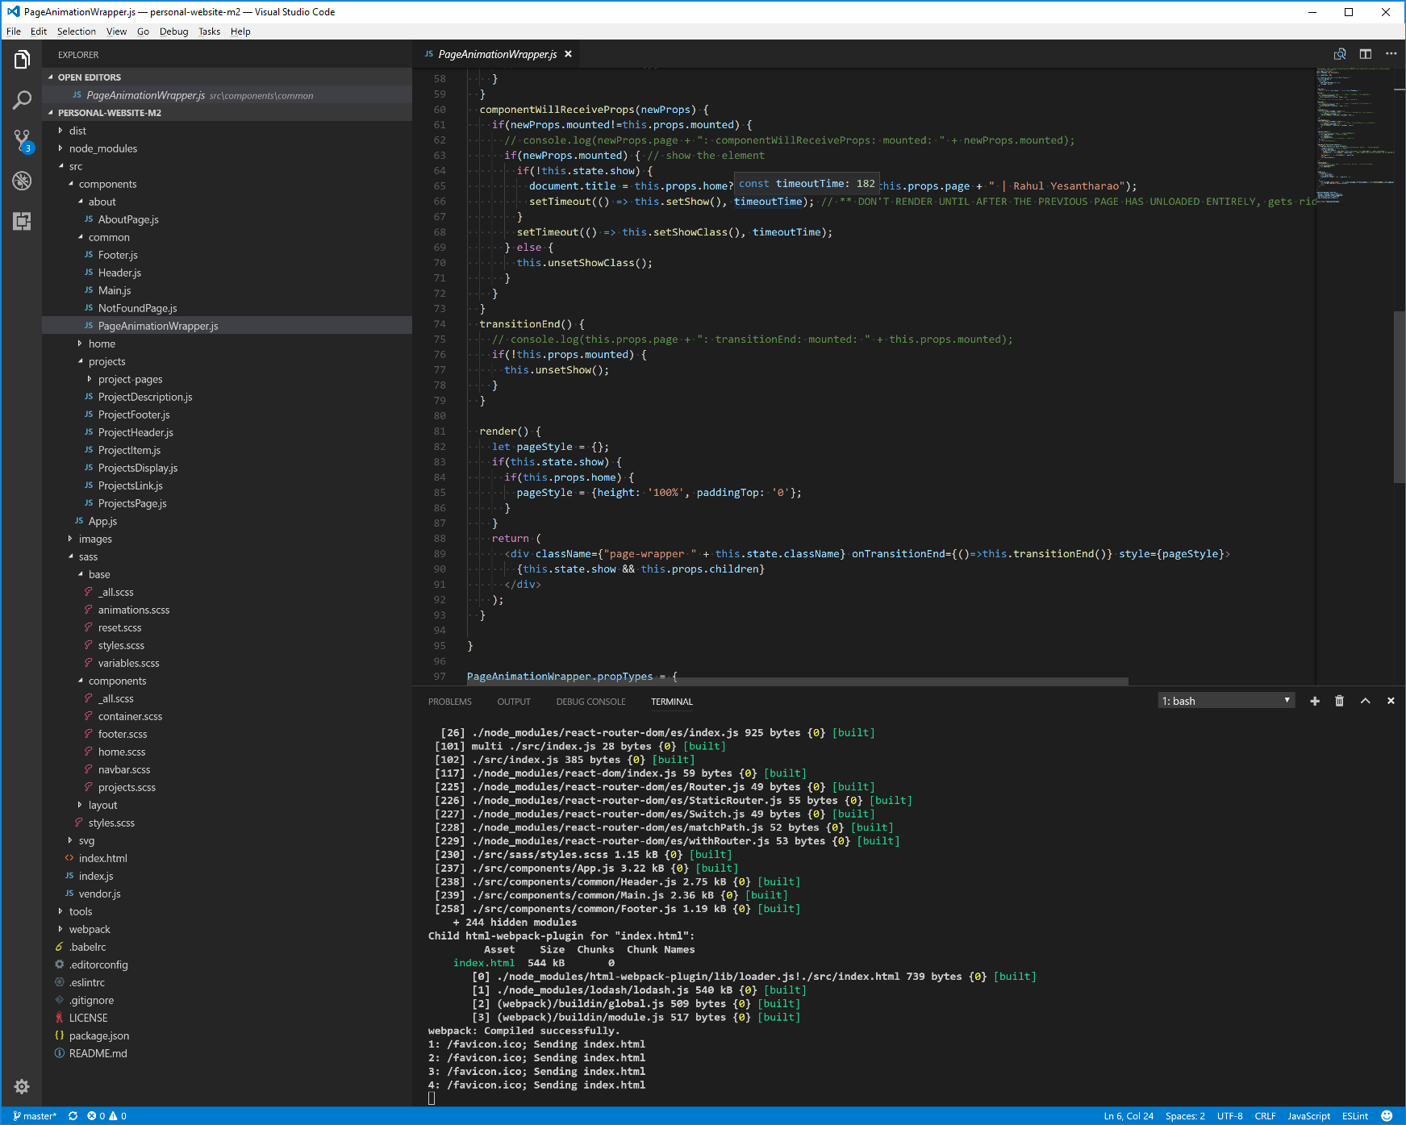 PageAnimationWrapper.js — personal-website-m2 — Visual Studio Code
File Edit Selection View Go Debug Tasks Help
EXPLORER
OPEN EDITORS
JS PageAnimationWrapper.js src\components\common
PERSONAL-WEBSITE-M2
dist
node_modules
3
src
components
about
JS AboutPage.js
common
JS Footer.js
JS Header.js
JS Main.js
JS NotFoundPage.js
JS PageAnimationWrapper.js
home
projects
project-pages
JS ProjectDescription.js
JS ProjectFooter.js
JS ProjectHeader.js
JS ProjectItem.js
JS ProjectsDisplay.js
JS ProjectsLink.js
JS ProjectsPage.js
JS App.js
images
sass
base
_all.scss
animations.scss
reset.scss
styles.scss
variables.scss
components
_all.scss
container.scss
footer.scss
home.scss
navbar.scss
projects.scss
layout
styles.scss
svg
<> index.html
JS index.js
JS vendor.js
tools
webpack
6 .babelrc
.editorconfig
.eslintrc
.gitignore
LICENSE
{} package.json
README.md
JS PageAnimationWrapper.js
58 }
59 }
60 componentWillReceiveProps(newProps) {
61 if(newProps.mounted!=this.props.mounted) {
62 // console.log(newProps.page + ": componentWillReceiveProps: mounted: " + newProps.mounted);
63 if(newProps.mounted) { // show the element
64 if(!this.state.show) {
65 document.title = this.props.home? const timeoutTime: 182 this.props.page + " | Rahul Yesantharao");
66 setTimeout(() => this.setShow(), timeoutTime); // ** DON'T RENDER UNTIL AFTER THE PREVIOUS PAGE HAS UNLOADED ENTIRELY, gets
67 }
68 setTimeout(() => this.setShowClass(), timeoutTime);
69 } else {
70 this.unsetShowClass();
71 }
72 }
73 }
74 transitionEnd() {
75 // console.log(this.props.page + ": transitionEnd: mounted: " + this.props.mounted);
76 if(!this.props.mounted) {
77 this.unsetShow();
78 }
79 }
80
81 render() {
82 let pageStyle = {};
83 if(this.state.show) {
84 if(this.props.home) {
85 pageStyle = {height: '100%', paddingTop: '0'};
86 }
87 }
88 return (
89 <div className={"page-wrapper " + this.state.className} onTransitionEnd={()=>this.transitionEnd()} style={pageStyle}>
90 {this.state.show && this.props.children}
91 </div>
92 );
93 }
94
95 }
96
97 PageAnimationWrapper.propTypes = {
PROBLEMS OUTPUT DEBUG CONSOLE TERMINAL 1: bash
[26] ./node_modules/react-router-dom/es/index.js 925 bytes {0} [built]
[101] multi ./src/index.js 28 bytes {0} [built]
[102] ./src/index.js 385 bytes {0} [built]
[117] ./node_modules/react-dom/index.js 59 bytes {0} [built]
[225] ./node_modules/react-router-dom/es/Router.js 49 bytes {0} [built]
[226] ./node_modules/react-router-dom/es/StaticRouter.js 55 bytes {0} [built]
[227] ./node_modules/react-router-dom/es/Switch.js 49 bytes {0} [built]
[228] ./node_modules/react-router-dom/es/matchPath.js 52 bytes {0} [built]
[229] ./node_modules/react-router-dom/es/withRouter.js 53 bytes {0} [built]
[230] ./src/sass/styles.scss 1.15 kB {0} [built]
[237] ./src/components/App.js 3.22 kB {0} [built]
[238] ./src/components/common/Header.js 2.75 kB {0} [built]
[239] ./src/components/common/Main.js 2.36 kB {0} [built]
[258] ./src/components/common/Footer.js 1.19 kB {0} [built]
+ 244 hidden modules
Child html-webpack-plugin for "index.html":
Asset Size Chunks Chunk Names
index.html 544 kB 0
[0] ./node_modules/html-webpack-plugin/lib/loader.js!./src/index.html 739 bytes {0} [built]
[1] ./node_modules/lodash/lodash.js 540 kB {0} [built]
[2] (webpack)/buildin/global.js 509 bytes {0} [built]
[3] (webpack)/buildin/module.js 517 bytes {0} [built]
webpack: Compiled successfully.
1: /favicon.ico; Sending index.html
2: /favicon.ico; Sending index.html
3: /favicon.ico; Sending index.html
4: /favicon.ico; Sending index.html
master* 0 0 Ln 6, Col 24 Spaces: 2 UTF-8 CRLF JavaScript ESLint